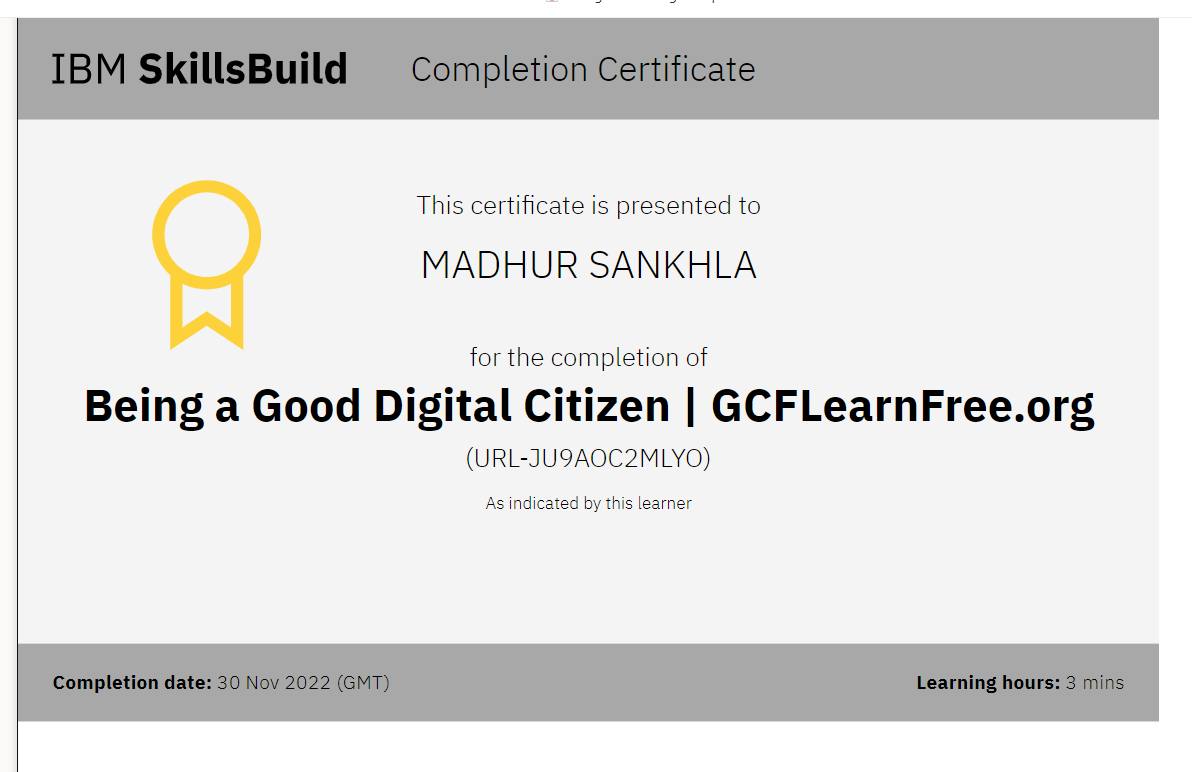 IBM SkillsBuild Completion Certificate
This certificate is presented to
MADHUR SANKHLA
for the completion of
Being a Good Digital Citizen | GCFLearnFree.org
(URL-JU9AOC2MLYO)
As indicated by this learner
Completion date: 30 Nov 2022 (GMT) Learning hours: 3 mins